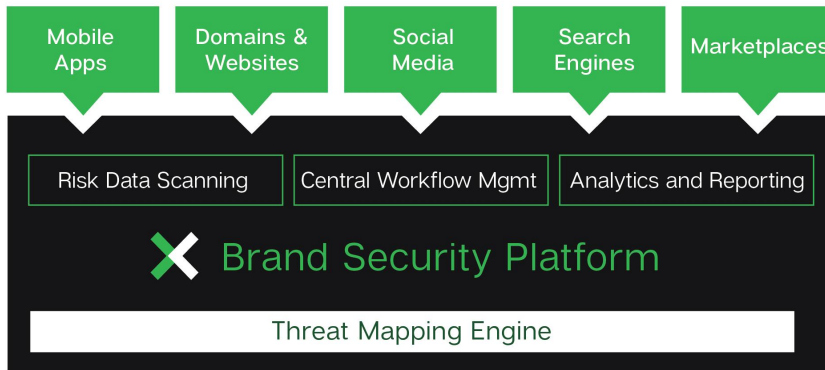 Mobile
Apps
Domains &
Websites
Social
Media
Search
Engines
Marketplaces
Risk Data Scanning
Central Workflow Mgmt
Analytics and Reporting
Brand Security Platform
Threat Mapping Engine